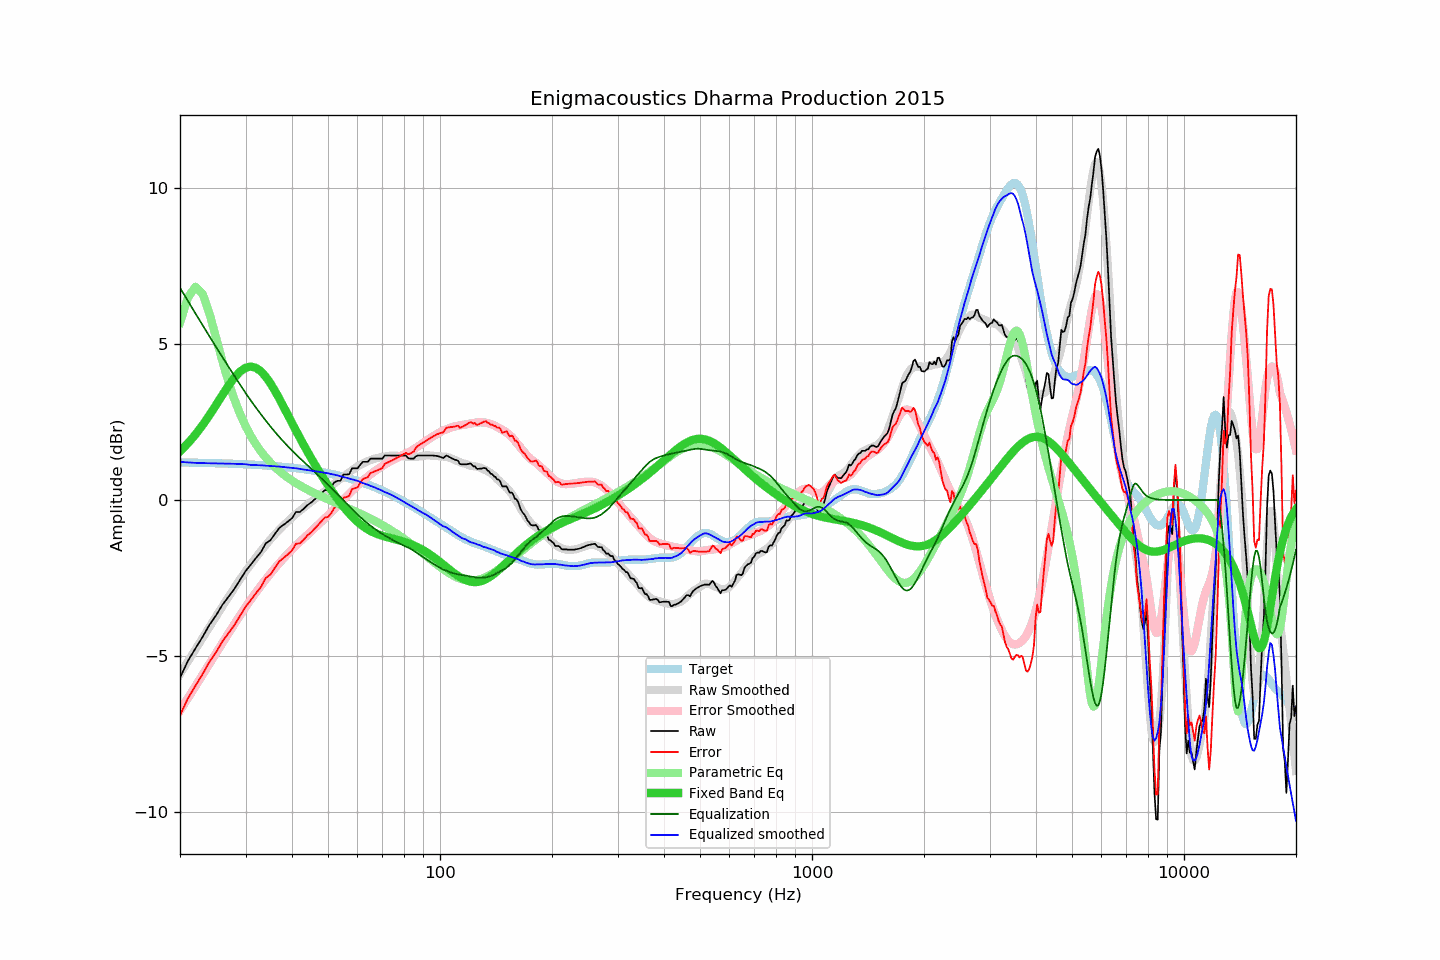 Enigmacoustics Dharma Production 2015
Amplitude (dBr)
10
5
0
−5
−10
100
1000
10000
Frequency (Hz)
Target
Raw Smoothed
Error Smoothed
Raw
Error
Parametric Eq
Fixed Band Eq
Equalization
Equalized smoothed